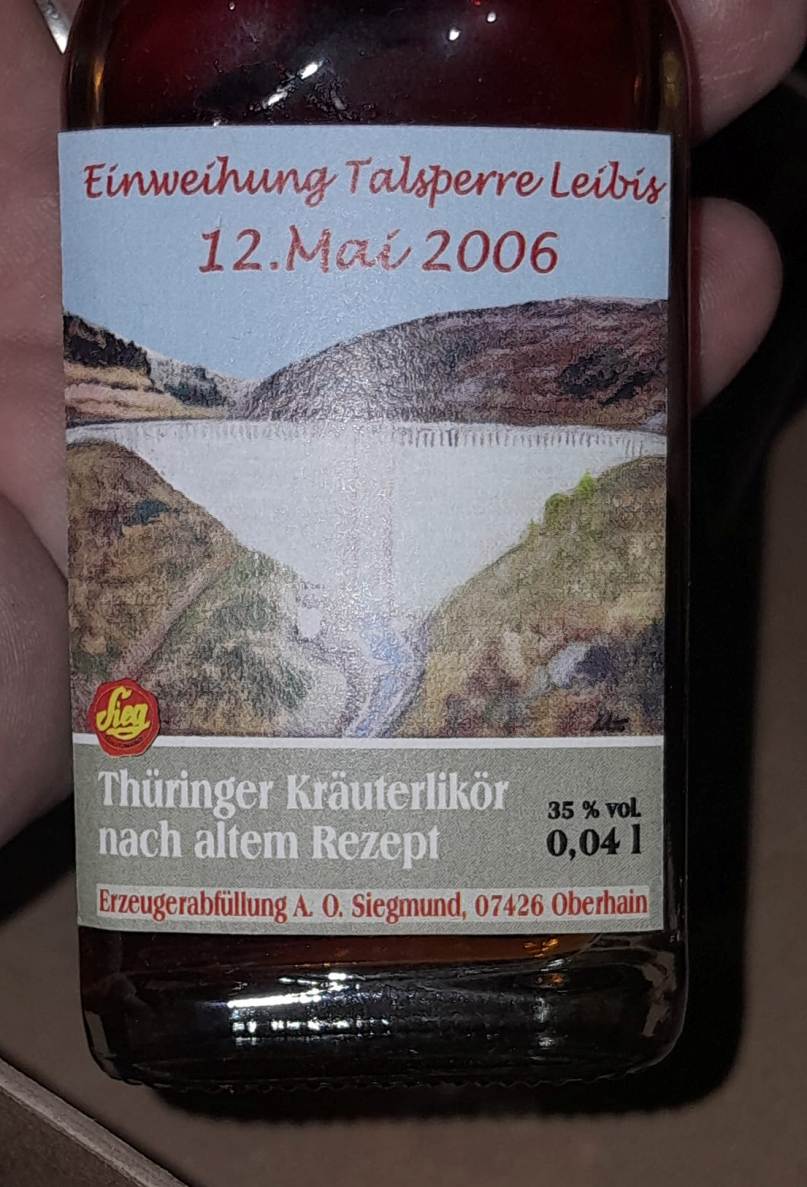 Einweihung Talsperre Leibis
12.Mai 2006
Sieg
Thüringer Kräuterlikör
nach altem Rezept
35 % vol.
0,04 l
Erzeugerabfüllung A. O. Siegmund, 07426 Oberhain